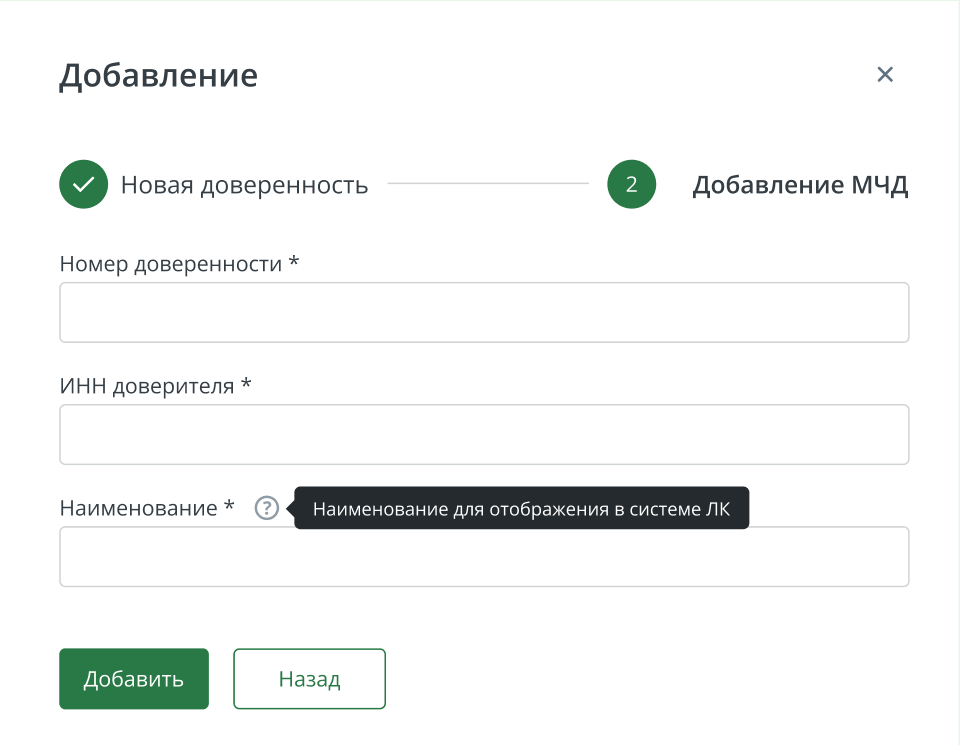 Добавление
Новая доверенность
2
Добавление МЧД
Номер доверенности *
ИНН доверителя *
Наименование *
?
Наименование для отображения в системе ЛК
Добавить
Назад